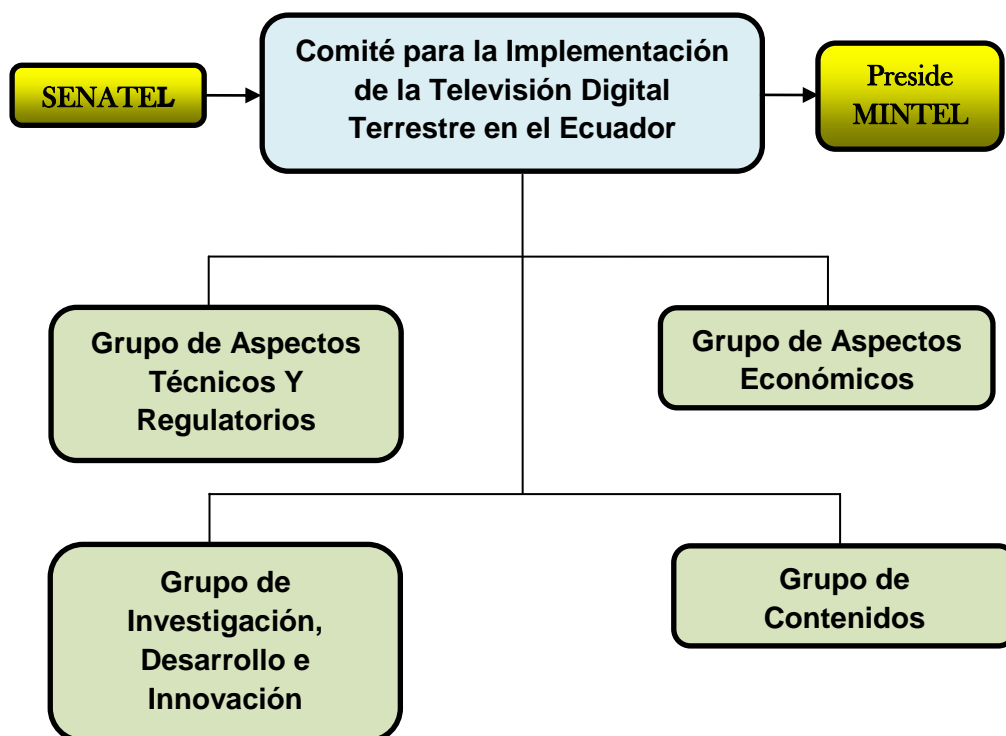 SENATEL
Comité para la Implementación
de la Televisión Digital
Terrestre en el Ecuador
Preside
MINTEL
Grupo de Aspectos
Técnicos Y
Regulatorios
Grupo de Aspectos
Económicos
Grupo de
Investigación,
Desarrollo e
Innovación
Grupo de
Contenidos